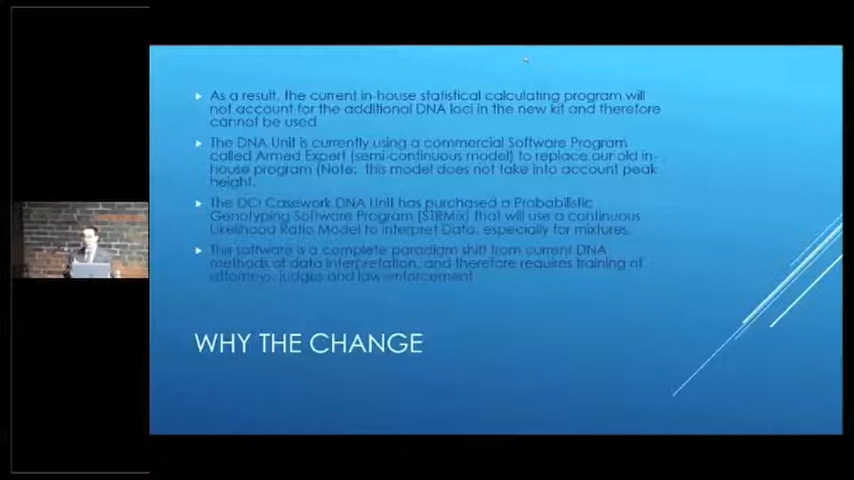 As a result, the current in-house statistical calculating program will
not account for the additional DNA loci in the new kit and therefore
cannot be used
The DNA Unit is currently using a commercial Software Program
called Armed Expert (semi-continuous model) to replace our old in-
house program (Note: this model does not take into account peak
height.
The DCI Casework DNA Unit has purchased a Probabilistic
Genotyping Software Program (STRMix) that will use a continuous
Likelihood Ratio Model to Interpret Data, especially for mixtures.
This software is a complete paradigm shift from current DNA
methods of data interpretation, and therefore requires training of
attorneys, judges and law enforcement
WHY THE CHANGE